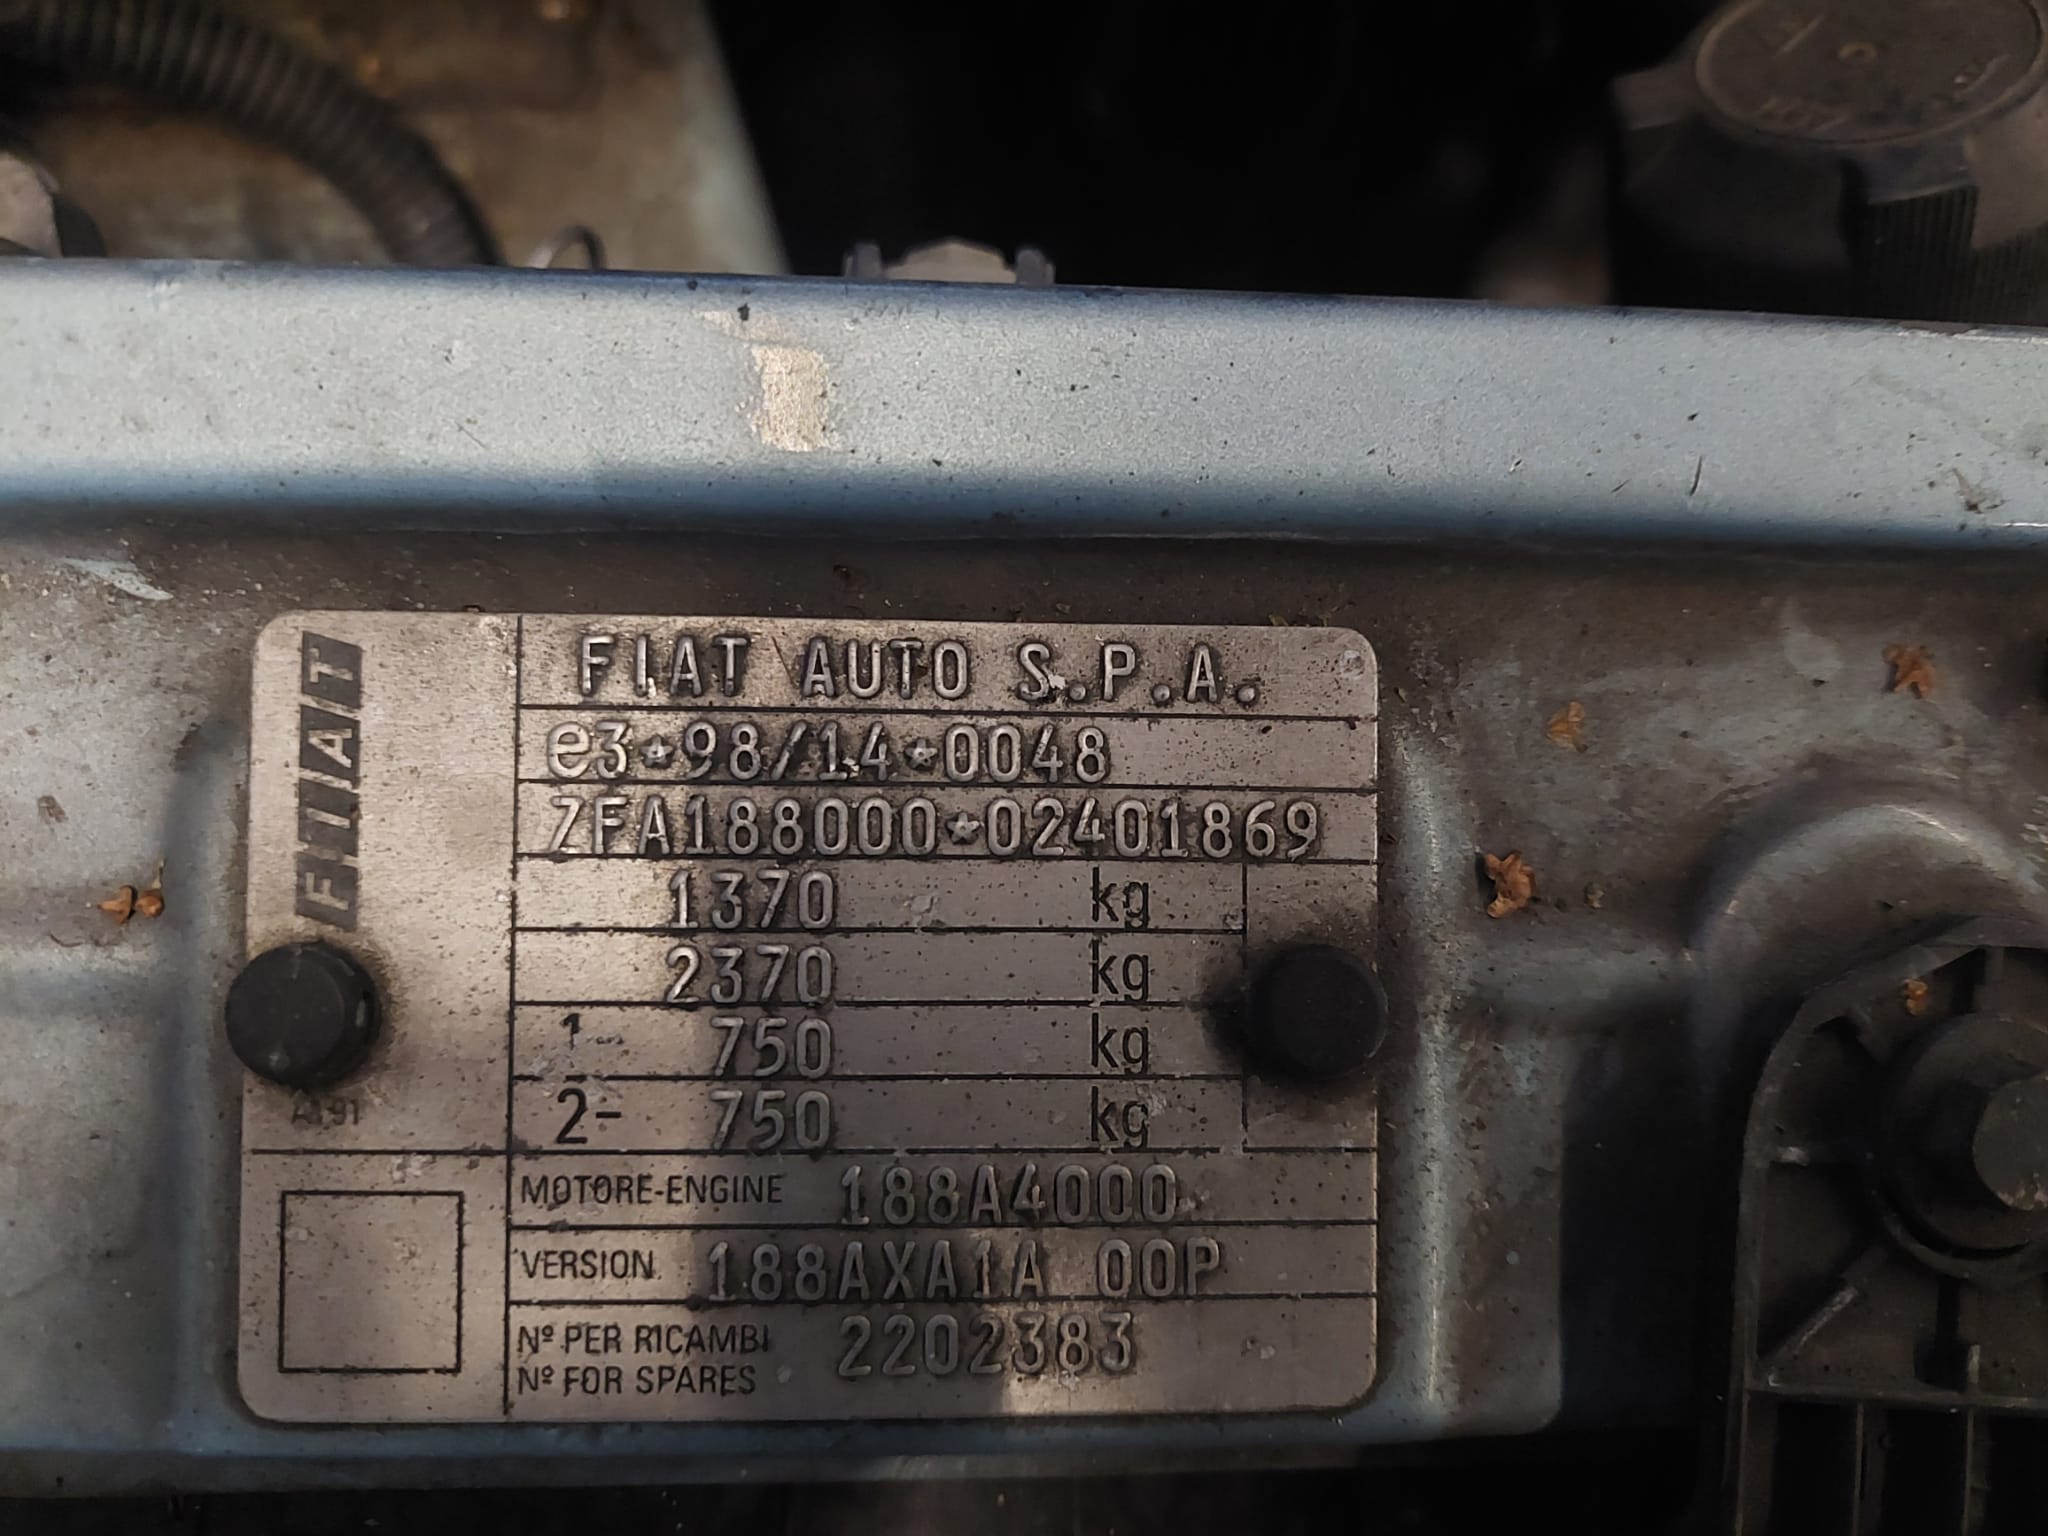 FIAT
FIAT AUTO S.P.A.
e3*98/14*0048
ZFA188000*02401869
1370 kg
2370 kg
1- 750 kg
2- 750 kg
MOTORE-ENGINE 188A4000
VERSION 188AXA1A 00P
Nº PER RICAMBI 2202383
Nº FOR SPARES